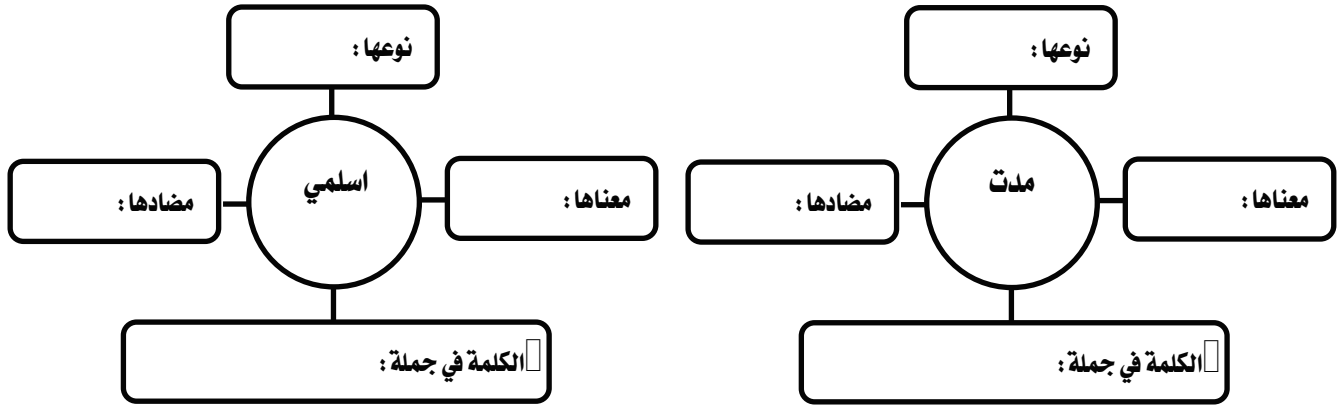 نوعها :
مدت
معناها :
مضادها :
الكلمة في جملة :
نوعها :
اسلمي
معناها :
مضادها :
الكلمة في جملة :